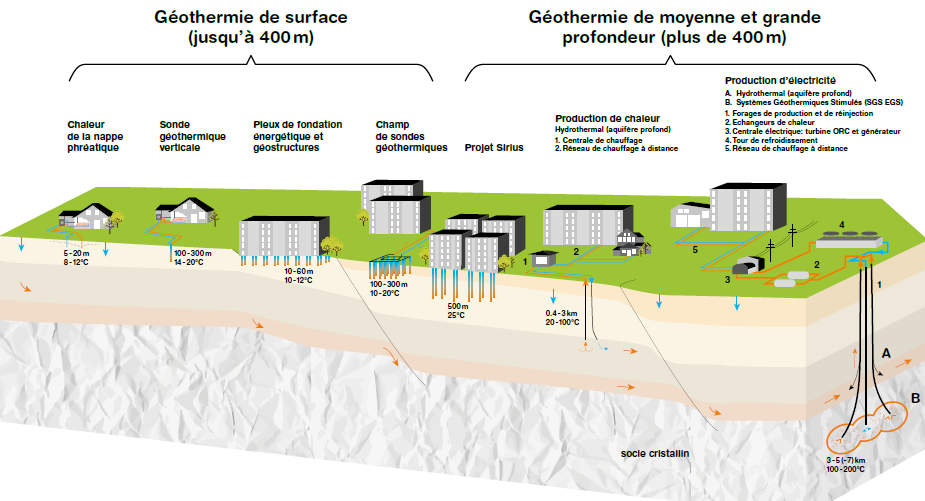 Géothermie de surface
(jusqu'à 400 m)
Géothermie de moyenne et grande
profondeur (plus de 400 m)
Chaleur
de la nappe
phréatique
Sonde
géothermique
verticale
Pieux de fondation
énergétique et
géostructures
Champ
de sondes
géothermiques
Projet Sirius
Production de chaleur
Hydrothermal (aquifère profond)
1. Centrale de chauffage
2. Réseau de chauffage à distance
Production d'électricité
A. Hydrothermal (aquifère profond)
B. Systèmes Géothermiques Stimulés (SGS EGS)
1. Forages de production et de réinjection
2. Echangeurs de chaleur
3. Centrale électrique: turbine ORC et générateur
4. Tour de refroidissement
5. Réseau de chauffage à distance
5 - 20 m
8 - 12°C
100 - 300 m
14 - 20°C
10 - 60 m
10 - 12°C
100 - 300 m
10 - 20°C
500 m
25°C
1
2
0.4 - 3 km
20 - 100°C
5
4
3
2
1
A
B
3 - 5 (-7) km
100 - 200°C
socle cristallin